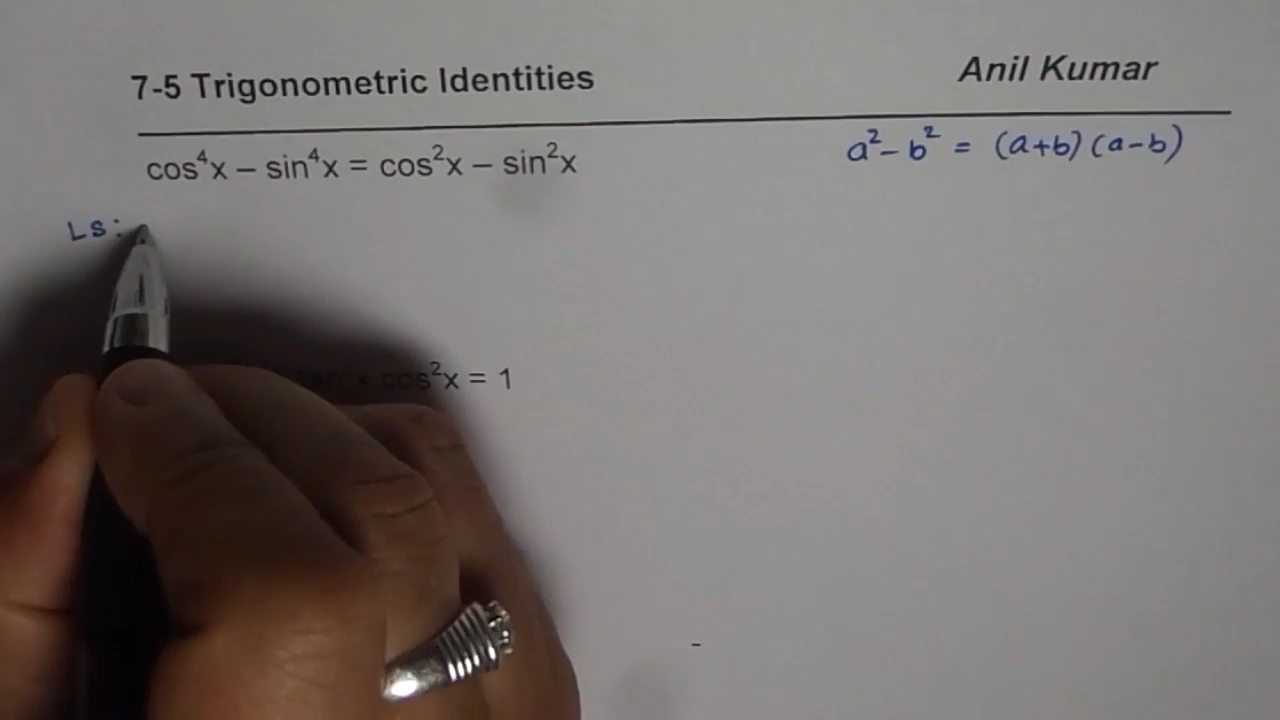 7-5 Trigonometric Identities
Anil Kumar
cos⁴x – sin⁴x = cos²x – sin²x
a² – b² = (a+b) (a–b)
LS:
cos²x = 1